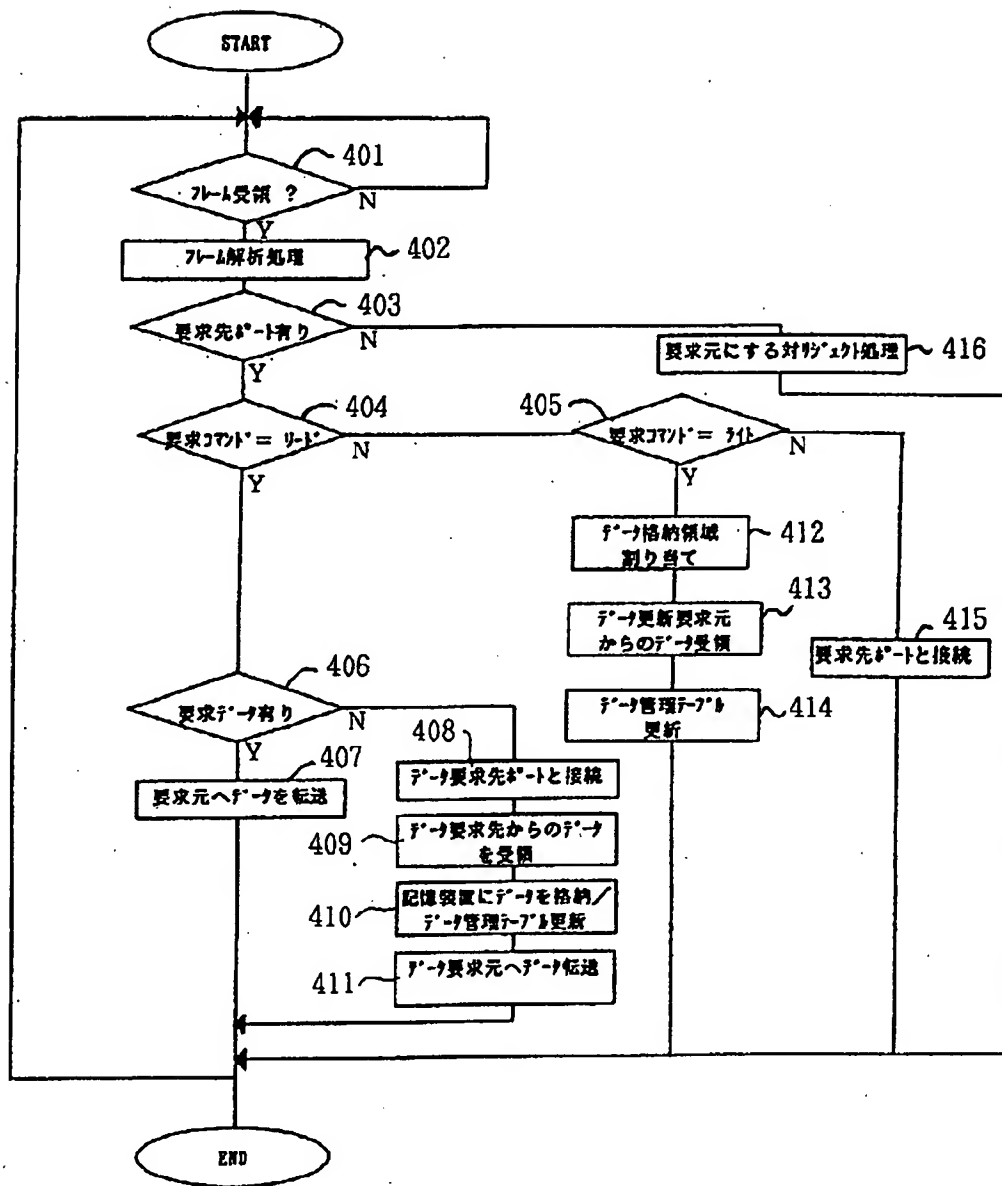 START
401
フレーム受領 ?
N
Y
フレーム解析処理
402
403
要求先ポート有り
N
Y
要求元にする対リジェクト処理
416
404
要求コマンド= リード
N
Y
405
要求コマンド= ライト
N
Y
データ格納領域
割り当て
412
データ更新要求元
からのデータ受領
413
データ管理テーブル
更新
414
415
要求先ポートと接続
406
要求データ有り
N
Y
407
要求元へデータを転送
408
データ要求先ポートと接続
409
データ要求先からのデータ
を受領
410
記憶装置にデータを格納/
データ管理テーブル更新
411
データ要求元へデータ転送
END